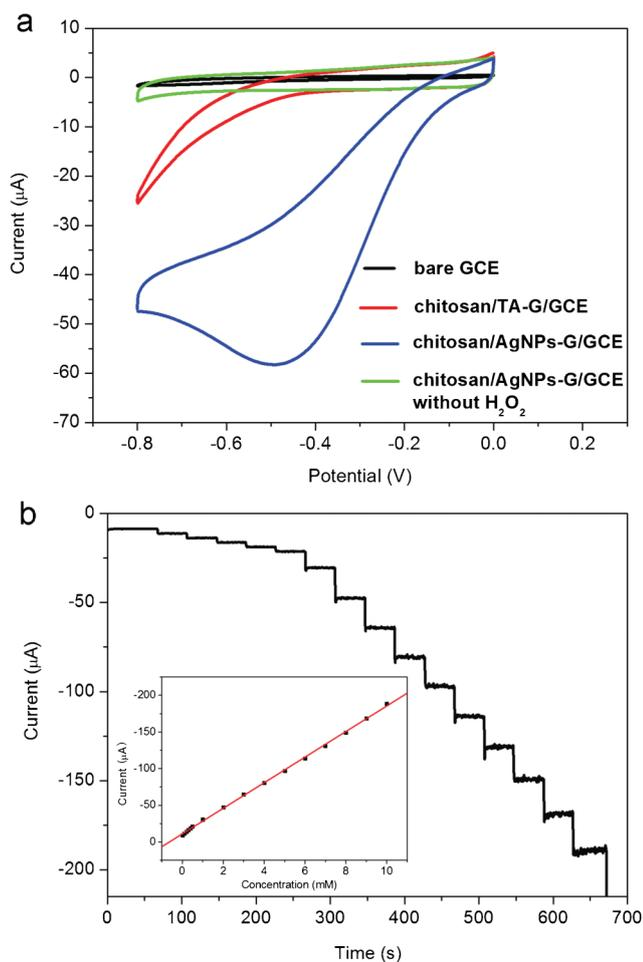 a
10
0
-10
-20
-30
-40
-50
-60
-70
Current (µA)
bare GCE
chitosan/TA-G/GCE
chitosan/AgNPs-G/GCE
chitosan/AgNPs-G/GCE
without H₂O₂
-0.8 -0.6 -0.4 -0.2 0.0 0.2
Potential (V)
b
0
-50
-100
-150
-200
Current (µA)
-200
-150
-100
-50
0
Current (µA)
0 2 4 6 8 10
Concentration (mM)
0 100 200 300 400 500 600 700
Time (s)